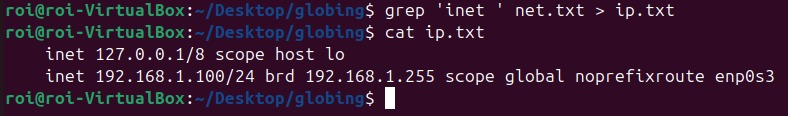 roi@roi-VirtualBox:~/Desktop/globing$ grep 'inet ' net.txt > ip.txt
roi@roi-VirtualBox:~/Desktop/globing$ cat ip.txt
    inet 127.0.0.1/8 scope host lo
    inet 192.168.1.100/24 brd 192.168.1.255 scope global noprefixroute enp0s3
roi@roi-VirtualBox:~/Desktop/globing$